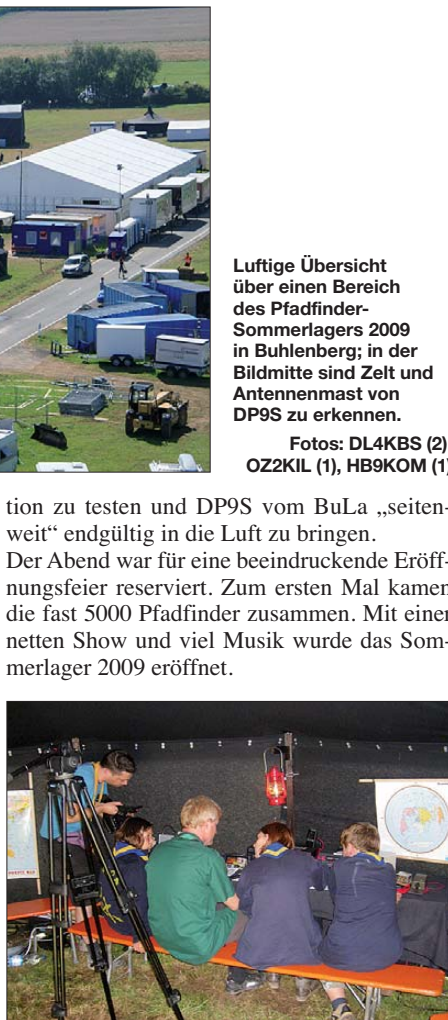 Luftige Übersicht
über einen Bereich
des Pfadfinder-
Sommerlagers 2009
in Buhlenberg; in der
Bildmitte sind Zelt und
Antennenmast von
DP9S zu erkennen.
Fotos: DL4KBS (2)
OZ2KIL (1), HB9KOM (1)
tion zu testen und DP9S vom BuLa „seiten-
weit“ endgültig in die Luft zu bringen.
Der Abend war für eine beeindruckende Eröff-
nungsfeier reserviert. Zum ersten Mal kamen
die fast 5000 Pfadfinder zusammen. Mit einer
netten Show und viel Musik wurde das Som-
merlager 2009 eröffnet.